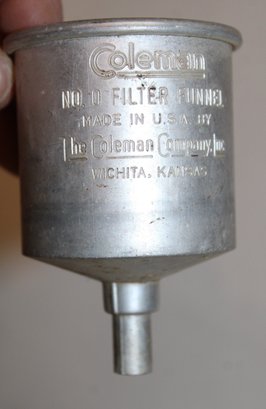 Coleman
NO. 0 FILTER FUNNEL
MADE IN U.S.A. BY
The Coleman Company, Inc.
WICHITA, KANSAS